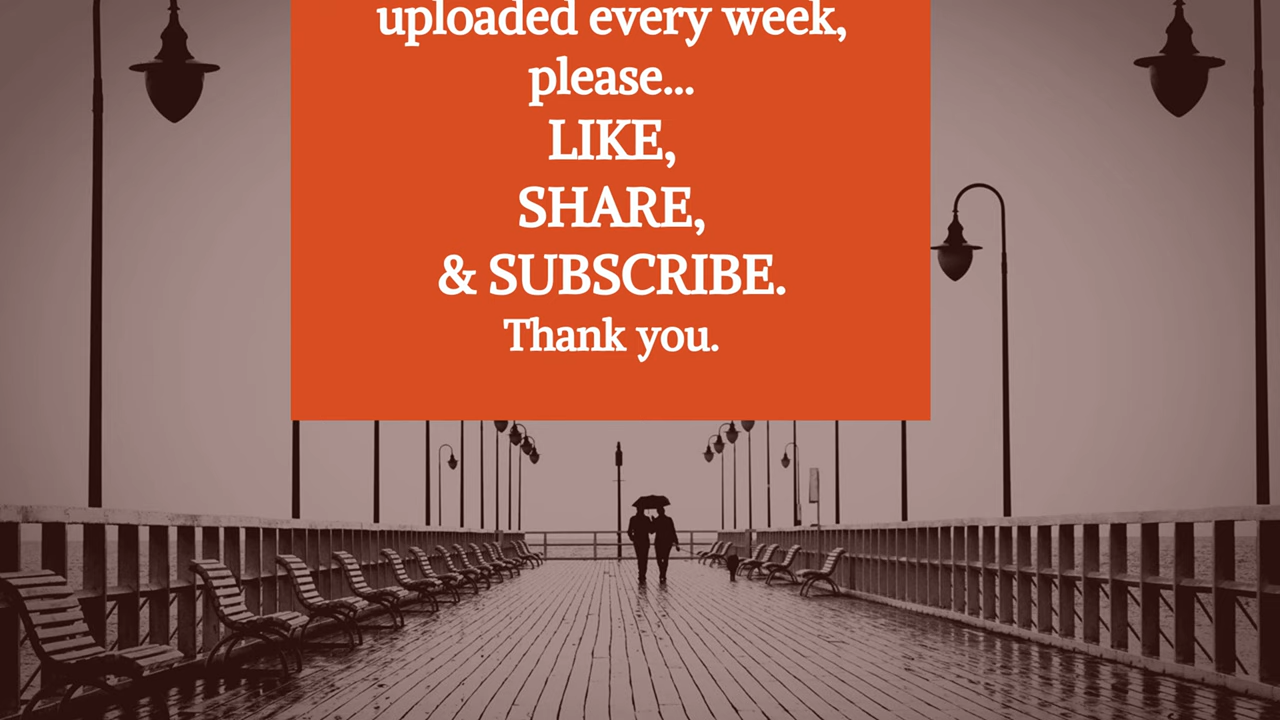 uploaded every week,
please...
LIKE,
SHARE,
& SUBSCRIBE.
Thank you.